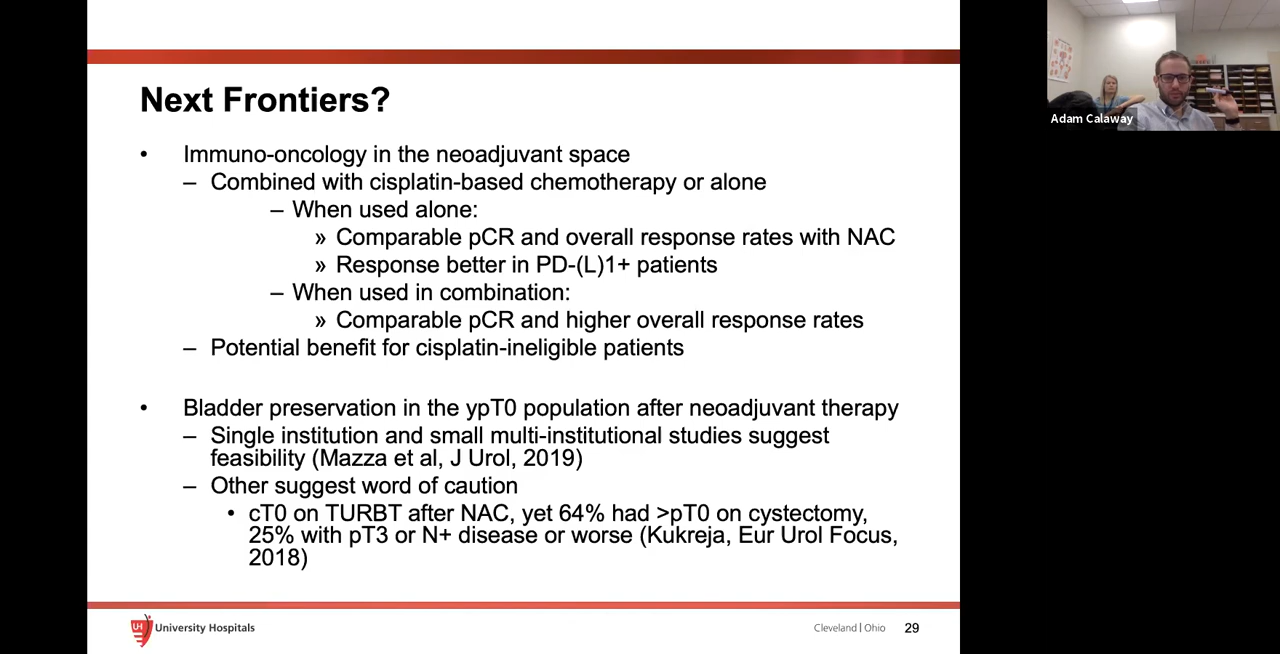 Next Frontiers?
• Immuno-oncology in the neoadjuvant space
– Combined with cisplatin-based chemotherapy or alone
– When used alone:
» Comparable pCR and overall response rates with NAC
» Response better in PD-(L)1+ patients
– When used in combination:
» Comparable pCR and higher overall response rates
– Potential benefit for cisplatin-ineligible patients
• Bladder preservation in the ypT0 population after neoadjuvant therapy
– Single institution and small multi-institutional studies suggest
feasibility (Mazza et al, J Urol, 2019)
– Other suggest word of caution
• cT0 on TURBT after NAC, yet 64% had >pT0 on cystectomy,
25% with pT3 or N+ disease or worse (Kukreja, Eur Urol Focus,
2018)
UH University Hospitals
Cleveland | Ohio 29
Adam Calaway